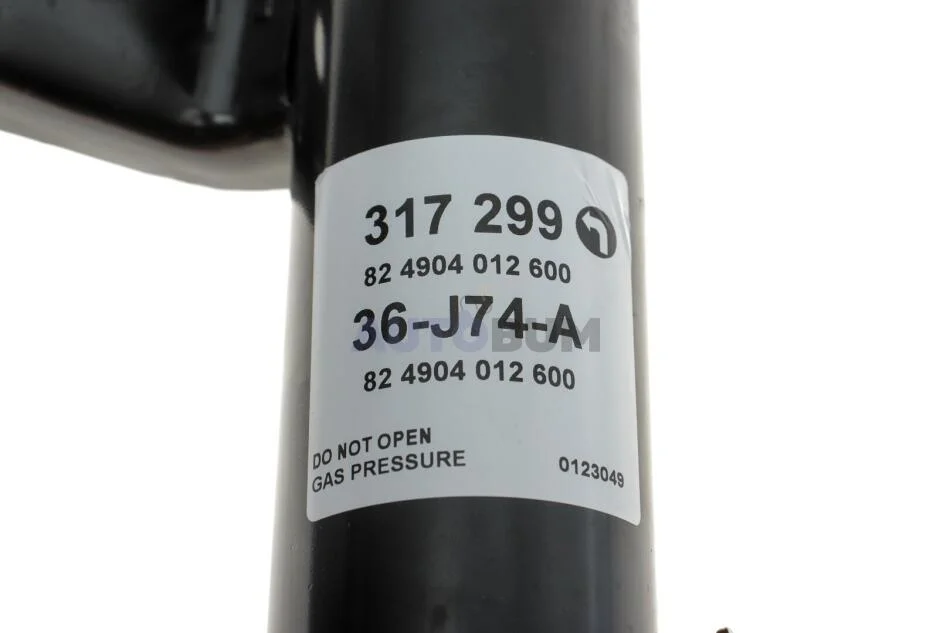 317 299
82 4904 012 600
36-J74-A
AUTOBUM
82 4904 012 600
DO NOT OPEN
GAS PRESSURE
0123049